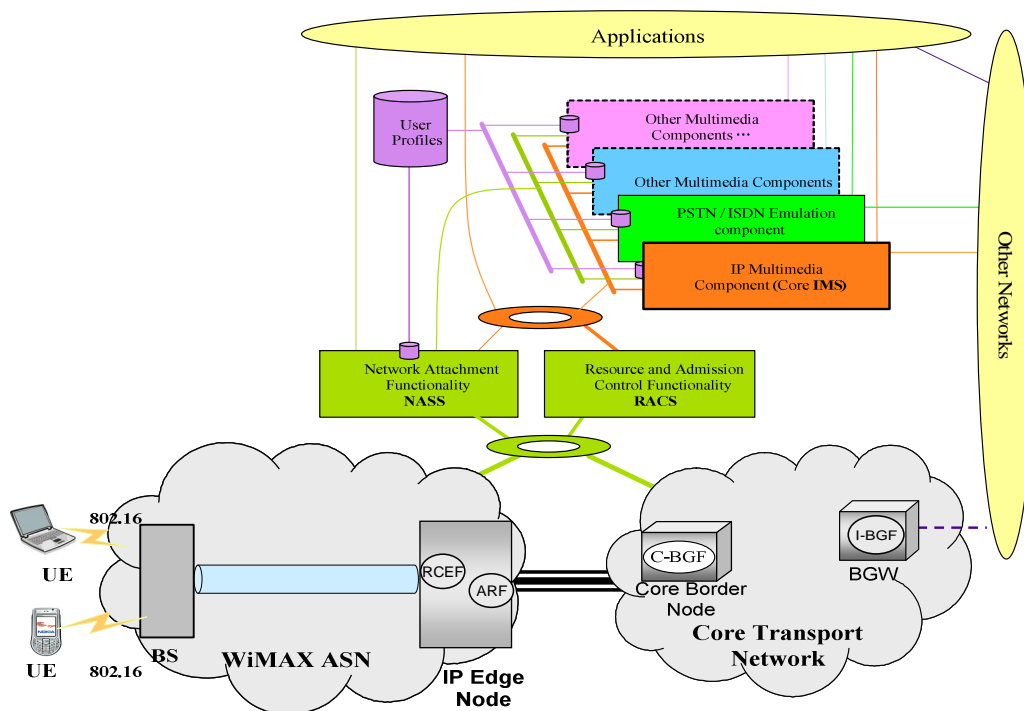 Applications
User
Profiles
Other Multimedia
Components ···
Other Multimedia Components
PSTN / ISDN Emulation
component
IP Multimedia
Component (Core IMS)
Other Networks
Network Attachment
Functionality
NASS
Resource and Admission
Control Functionality
RACS
802.16
UE
BS
WiMAX ASN
RCEF
ARF
IP Edge
Node
C-BGF
Core Border
Node
I-BGF
BGW
Core Transport
Network
NOKIA
UE
802.16